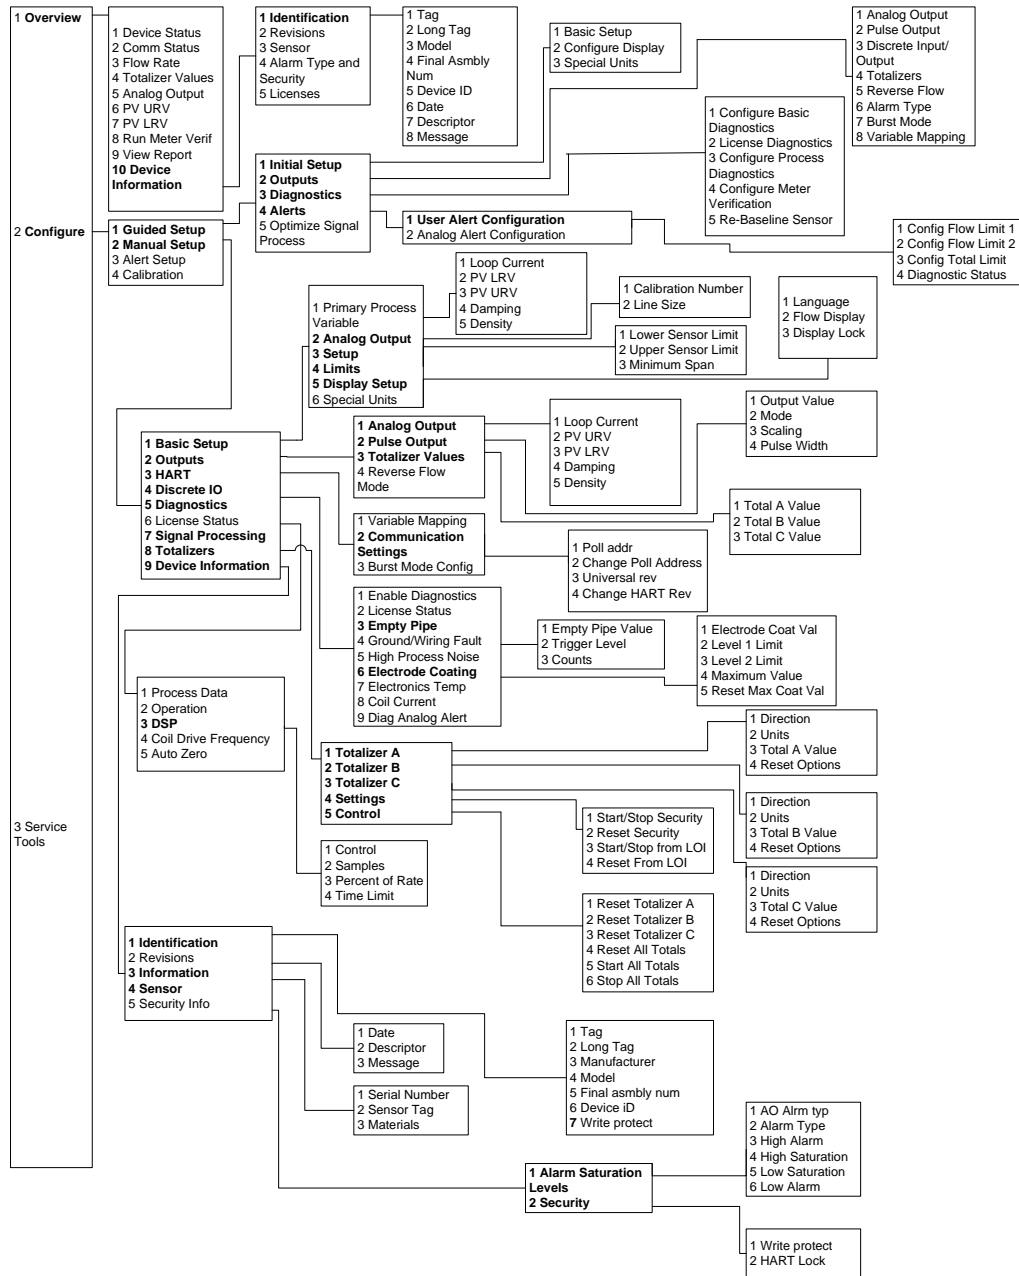 1 Overview
1 Device Status
2 Comm Status
3 Flow Rate
4 Totalizer Values
5 Analog Output
6 PV URV
7 PV LRV
8 Run Meter Verif
9 View Report
10 Device
Information
1 Identification
2 Revisions
3 Sensor
4 Alarm Type and
Security
5 Licenses
1 Tag
2 Long Tag
3 Model
4 Final Asmbly
Num
5 Device ID
6 Date
7 Descriptor
8 Message
1 Basic Setup
2 Configure Display
3 Special Units
1 Analog Output
2 Pulse Output
3 Discrete Input/
Output
4 Totalizers
5 Reverse Flow
6 Alarm Type
7 Burst Mode
8 Variable Mapping
1 Configure Basic
Diagnostics
2 License Diagnostics
3 Configure Process
Diagnostics
4 Configure Meter
Verification
5 Re-Baseline Sensor
2 Configure
1 Guided Setup
2 Manual Setup
3 Alert Setup
4 Calibration
1 Initial Setup
2 Outputs
3 Diagnostics
4 Alerts
5 Optimize Signal
Process
1 User Alert Configuration
2 Analog Alert Configuration
1 Config Flow Limit 1
2 Config Flow Limit 2
3 Config Total Limit
4 Diagnostic Status
1 Primary Process
Variable
2 Analog Output
3 Setup
4 Limits
5 Display Setup
6 Special Units
1 Loop Current
2 PV LRV
3 PV URV
4 Damping
5 Density
1 Calibration Number
2 Line Size
1 Lower Sensor Limit
2 Upper Sensor Limit
3 Minimum Span
1 Language
2 Flow Display
3 Display Lock
1 Basic Setup
2 Outputs
3 HART
4 Discrete IO
5 Diagnostics
6 License Status
7 Signal Processing
8 Totalizers
9 Device Information
1 Analog Output
2 Pulse Output
3 Totalizer Values
4 Reverse Flow
Mode
1 Loop Current
2 PV URV
3 PV LRV
4 Damping
5 Density
1 Output Value
2 Mode
3 Scaling
4 Pulse Width
1 Total A Value
2 Total B Value
3 Total C Value
1 Variable Mapping
2 Communication
Settings
3 Burst Mode Config
1 Poll addr
2 Change Poll Address
3 Universal rev
4 Change HART Rev
1 Enable Diagnostics
2 License Status
3 Empty Pipe
4 Ground/Wiring Fault
5 High Process Noise
6 Electrode Coating
7 Electronics Temp
8 Coil Current
9 Diag Analog Alert
1 Empty Pipe Value
2 Trigger Level
3 Counts
1 Electrode Coat Val
2 Level 1 Limit
3 Level 2 Limit
4 Maximum Value
5 Reset Max Coat Val
1 Process Data
2 Operation
3 DSP
4 Coil Drive Frequency
5 Auto Zero
1 Totalizer A
2 Totalizer B
3 Totalizer C
4 Settings
5 Control
1 Direction
2 Units
3 Total A Value
4 Reset Options
1 Direction
2 Units
3 Total B Value
4 Reset Options
1 Direction
2 Units
3 Total C Value
4 Reset Options
3 Service
Tools
1 Control
2 Samples
3 Percent of Rate
4 Time Limit
1 Start/Stop Security
2 Reset Security
3 Start/Stop from LOI
4 Reset From LOI
1 Reset Totalizer A
2 Reset Totalizer B
3 Reset Totalizer C
4 Reset All Totals
5 Start All Totals
6 Stop All Totals
1 Identification
2 Revisions
3 Information
4 Sensor
5 Security Info
1 Date
2 Descriptor
3 Message
1 Serial Number
2 Sensor Tag
3 Materials
1 Tag
2 Long Tag
3 Manufacturer
4 Model
5 Final asmbly num
6 Device iD
7 Write protect
1 Alarm Saturation
Levels
2 Security
1 AO Alrm typ
2 Alarm Type
3 High Alarm
4 High Saturation
5 Low Saturation
6 Low Alarm
1 Write protect
2 HART Lock